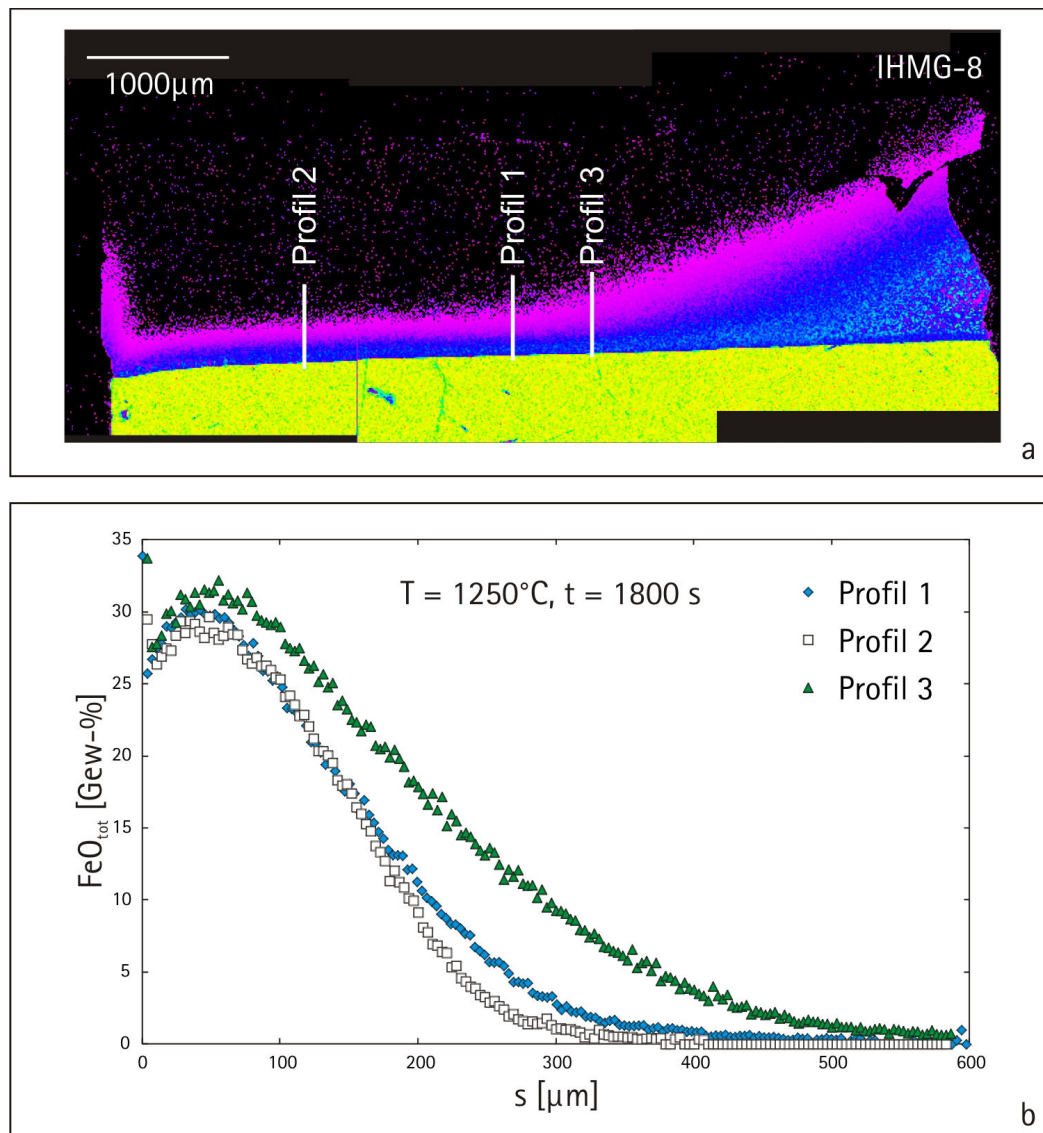 1000µm
IHMG-8
Profil 2
Profil 1
Profil 3
a
35
30
25
20
15
10
5
0
FeOtot [Gew-%]
T = 1250°C, t = 1800 s
Profil 1
Profil 2
Profil 3
0
100
200
300
400
500
600
s [µm]
b